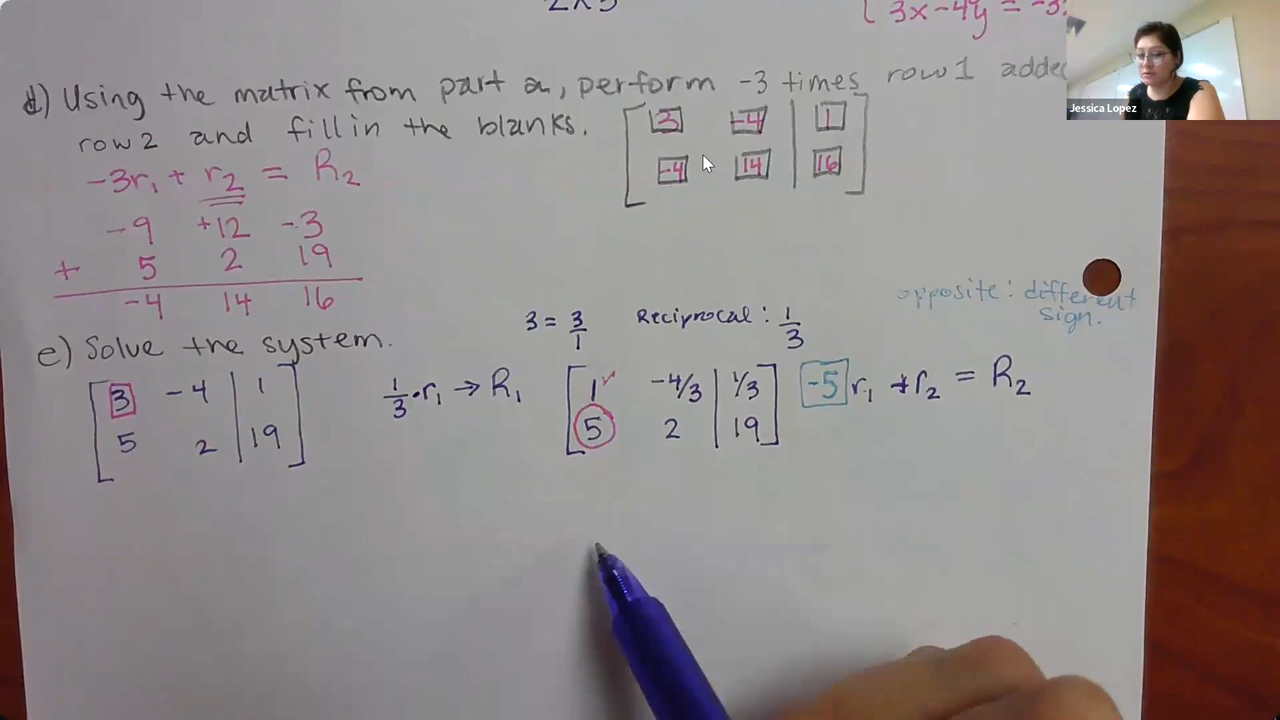 2x5
3x-4y = -3
d) Using the matrix from part a, perform -3 times row 1 added
row 2 and fill in the blanks.
[ 3 -4 | 1 ]
[ -4 14 | 16 ]
-3r₁ + r₂ = R₂
-9 +12 -3
+ 5 2 19
-4 14 16
opposite: different
sign.
3 = 3/1 Reciprocal: 1/3
e) Solve the system.
[ 3 -4 | 1 ] 1/3 · r₁ → R₁ [ 1 -4/3 | 1/3 ] -5 r₁ + r₂ = R₂
[ 5 2 | 19 ] [ 5 2 | 19 ]
Jessica Lopez